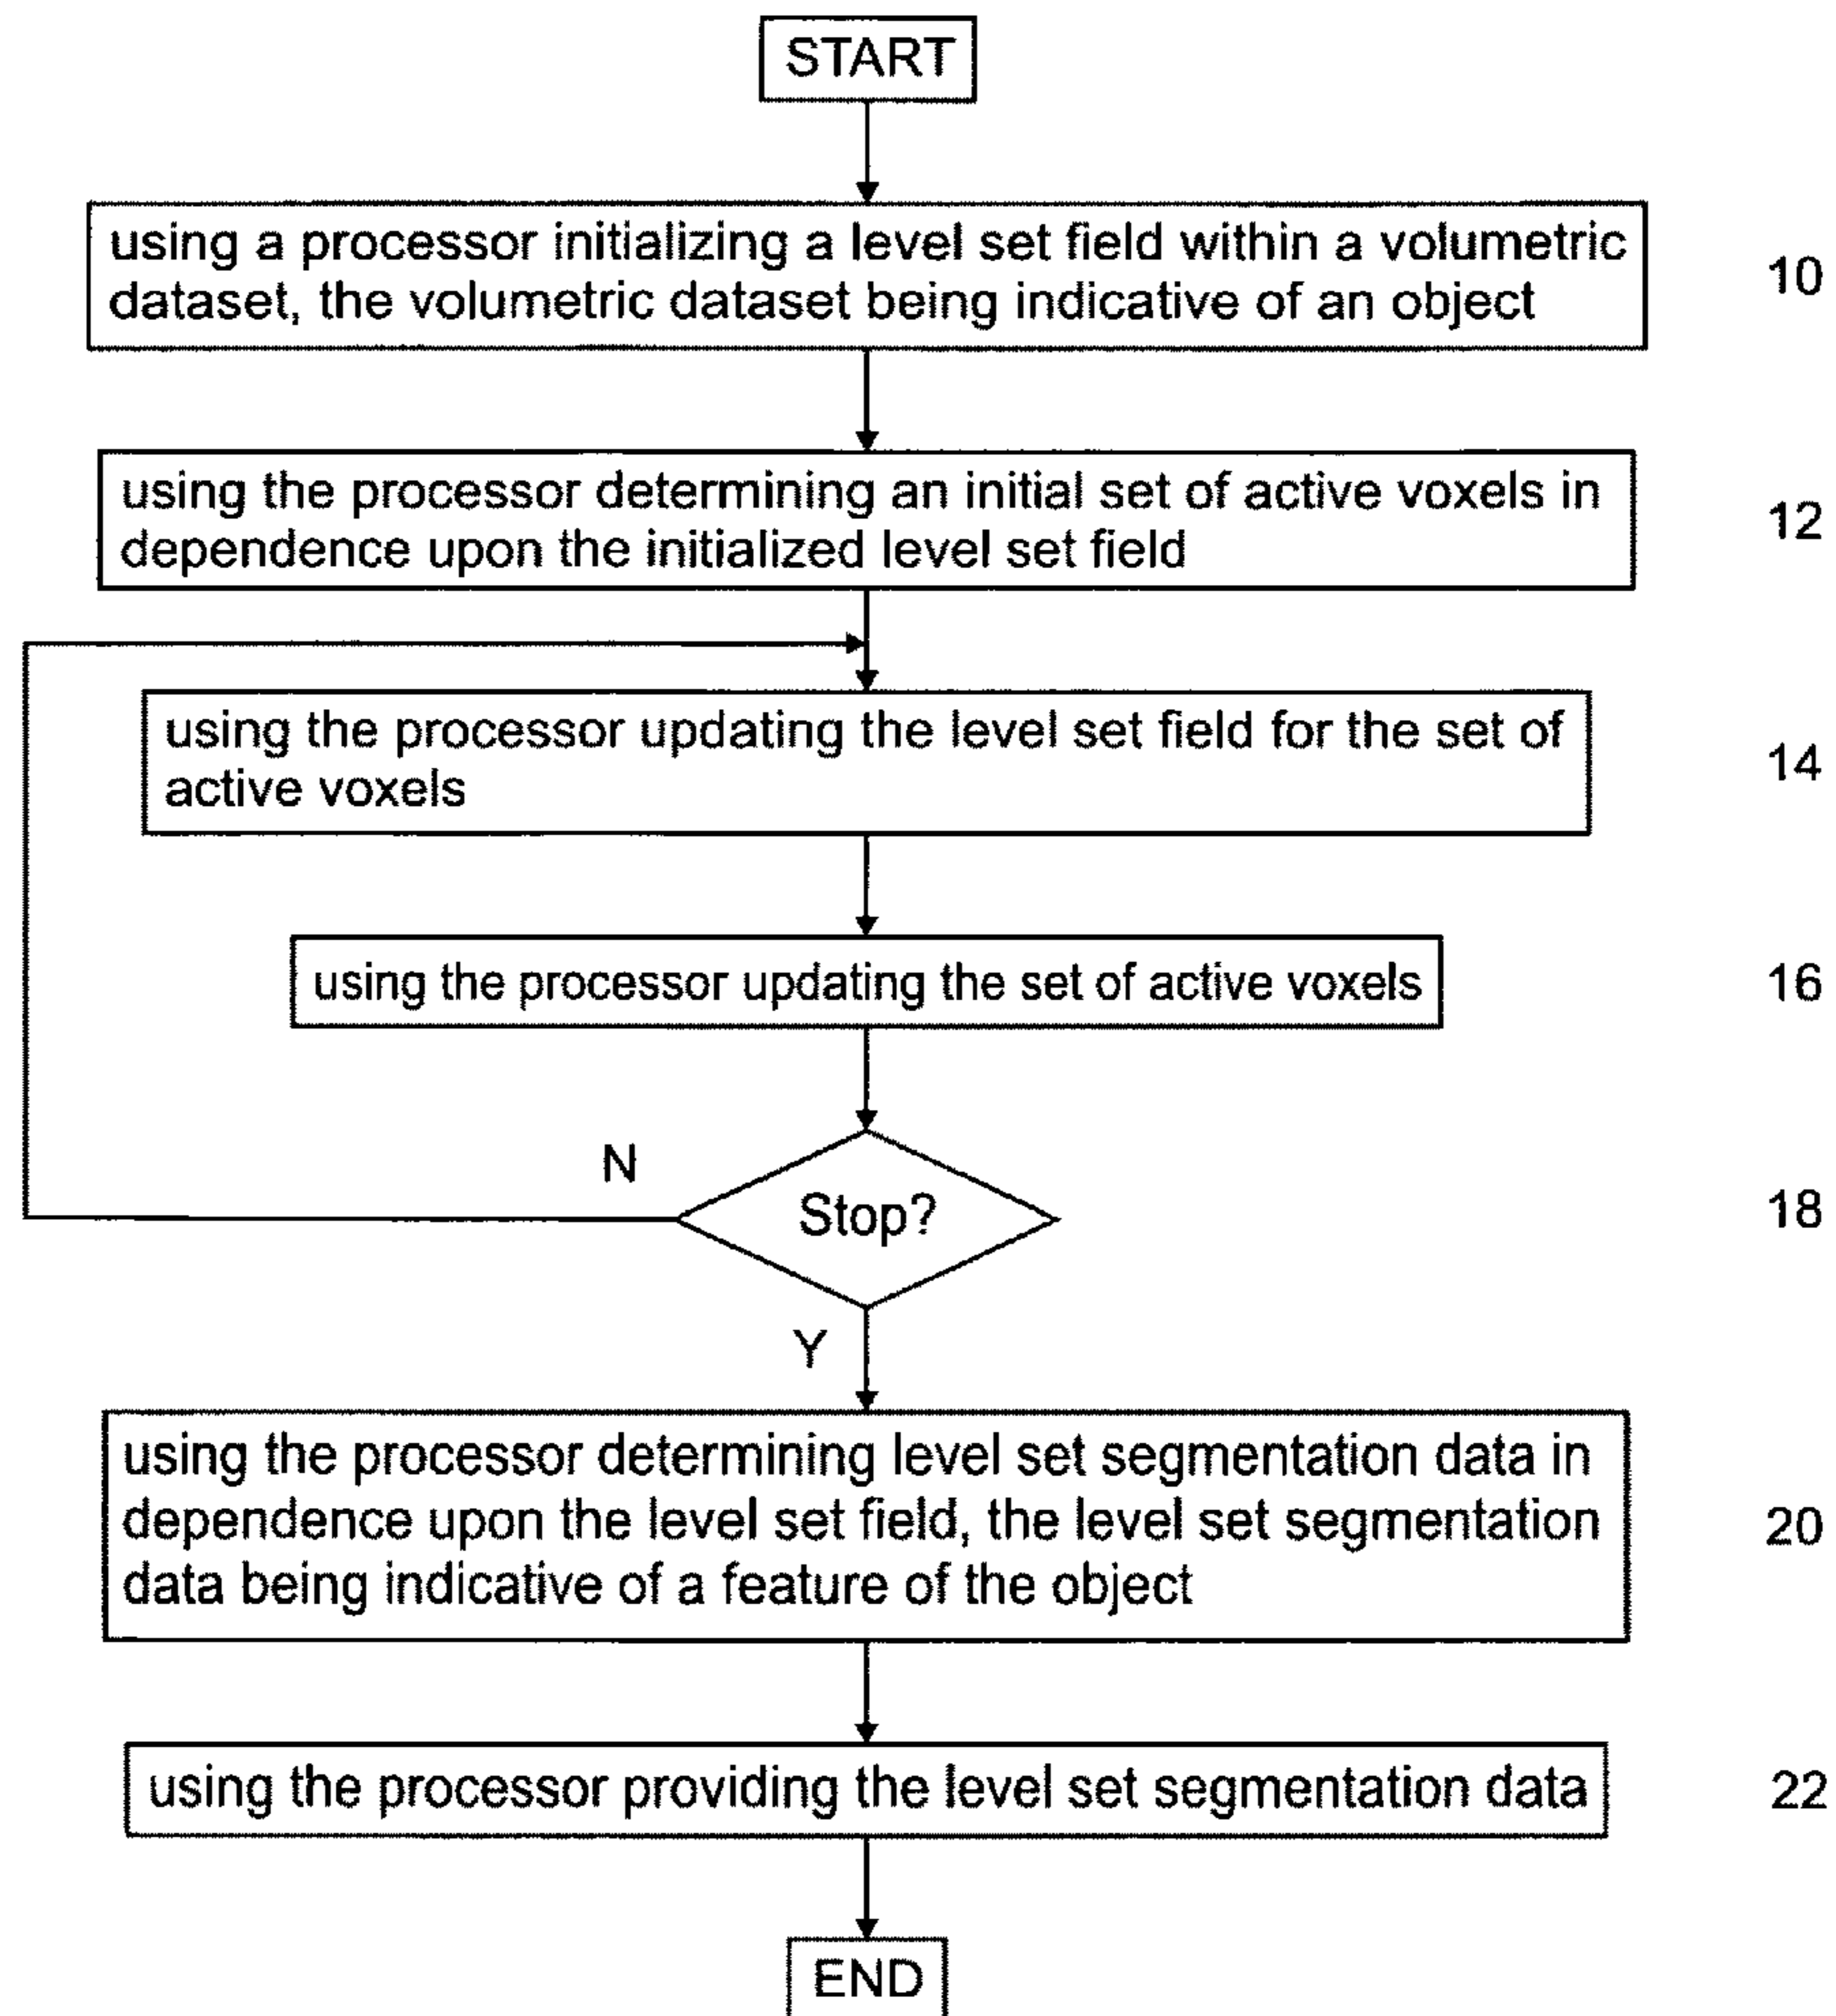 START
using a processor initializing a level set field within a volumetric
dataset, the volumetric dataset being indicative of an object
10
using the processor determining an initial set of active voxels in
dependence upon the initialized level set field
12
using the processor updating the level set field for the set of
active voxels
14
using the processor updating the set of active voxels
16
N
Stop?
18
Y
using the processor determining level set segmentation data in
dependence upon the level set field, the level set segmentation
data being indicative of a feature of the object
20
using the processor providing the level set segmentation data
22
END